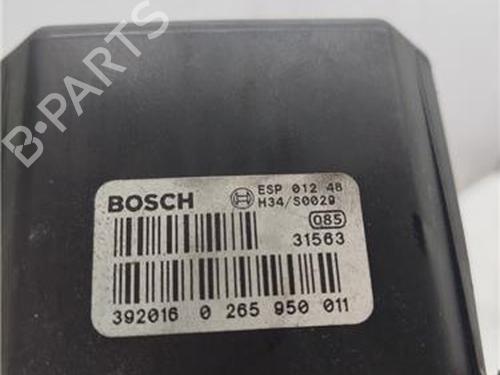 B-PARTS
BOSCH
ESP 012 48
H34/S0029
085
31563
392016 0 265 950 011